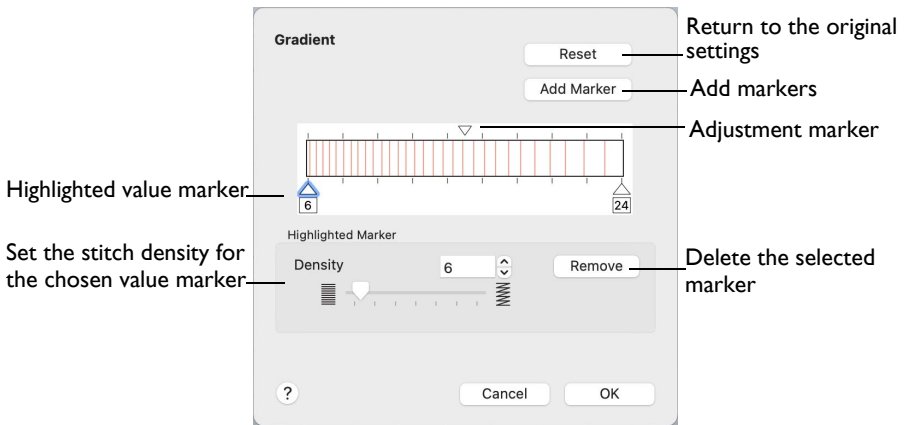 Gradient
Reset
Return to the original
settings
Add Marker
Add markers
Adjustment marker
Highlighted value marker
6
24
Highlighted Marker
Set the stitch density for
the chosen value marker
Density
6
Remove
Delete the selected
marker
?
Cancel
OK